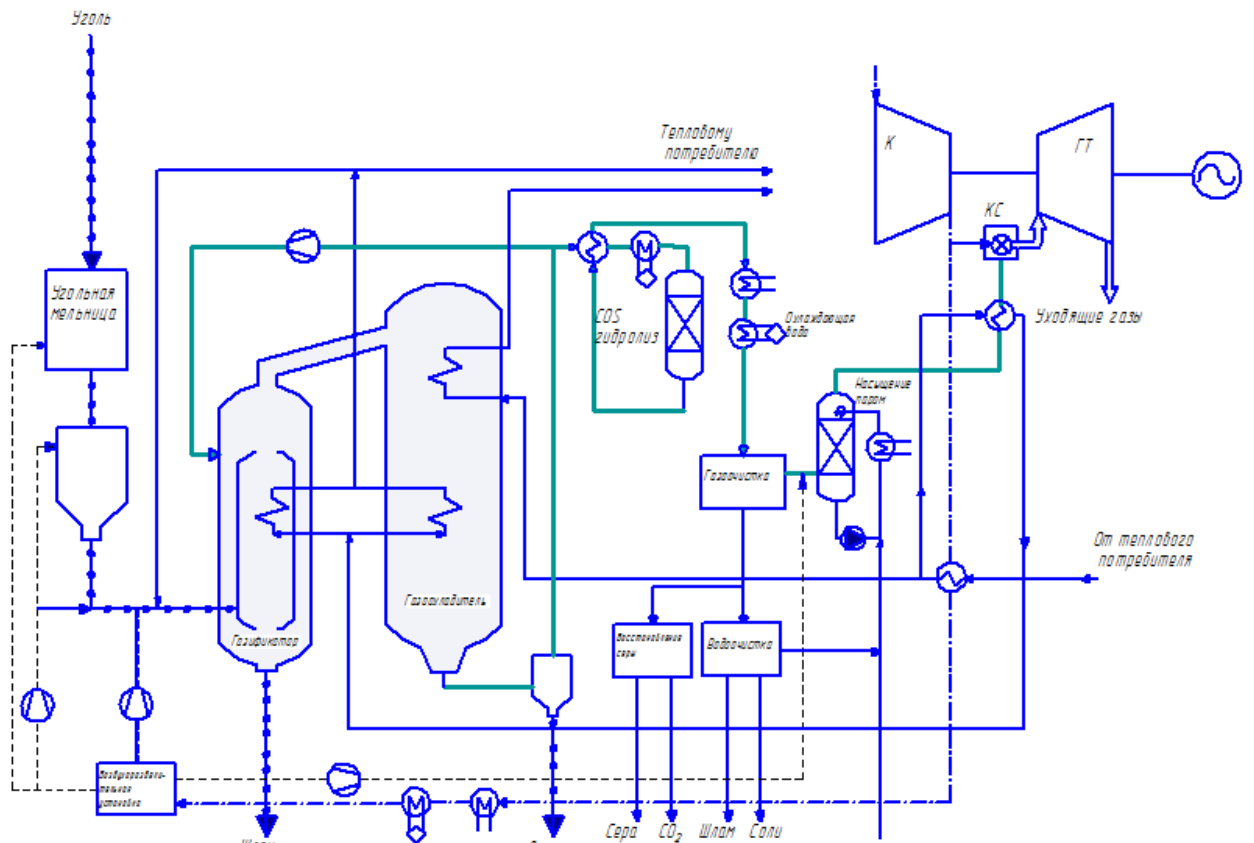 Уголь
Тепловому
потребителю
К
ГТ
КС
Угольная
мельница
COS
гидролиз
Охлаждающая
вода
Уходящие газы
Насыщение
паром
Газоочистка
От теплового
потребителя
Газоохладитель
Газификатор
Восстановления
серы
Водоочистка
Воздухоразделительная
установка
Сера
CO₂
Шлам
Соли
М
М
М